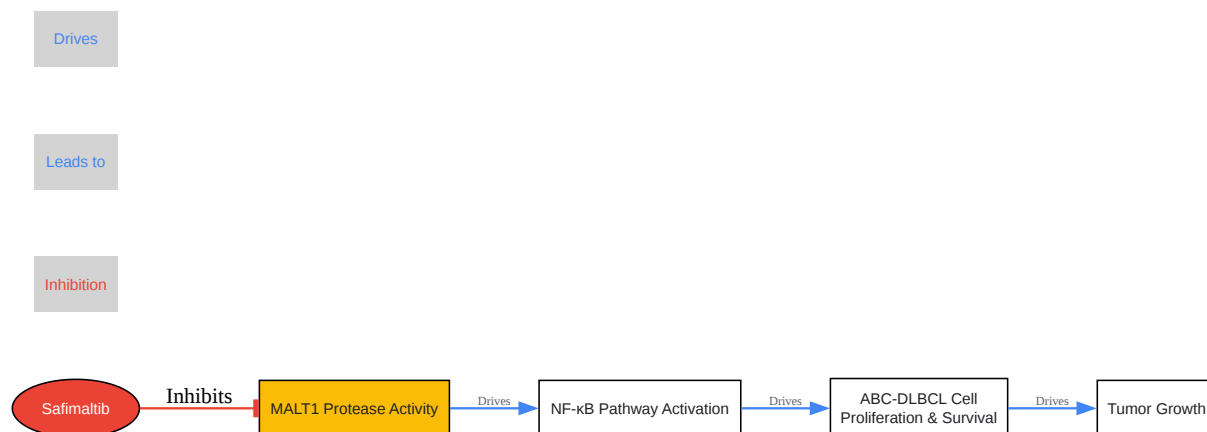 Drives
Leads to
Inhibition
Safimaltib
Inhibits
MALT1 Protease Activity
Drives
NF-κB Pathway Activation
Drives
ABC-DLBCL Cell
Proliferation & Survival
Drives
Tumor Growth